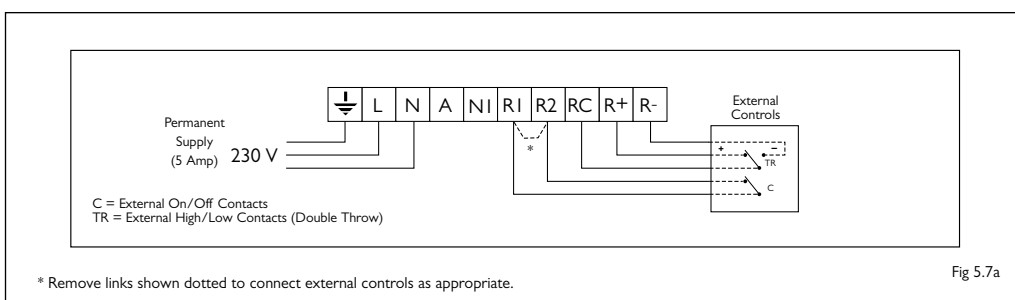 L N A N1 R1 R2 RC R+ R-
External
Controls
Permanent
Supply
(5 Amp) 230 V
*
+ -
TR
C
C = External On/Off Contacts
TR = External High/Low Contacts (Double Throw)
* Remove links shown dotted to connect external controls as appropriate.
Fig 5.7a